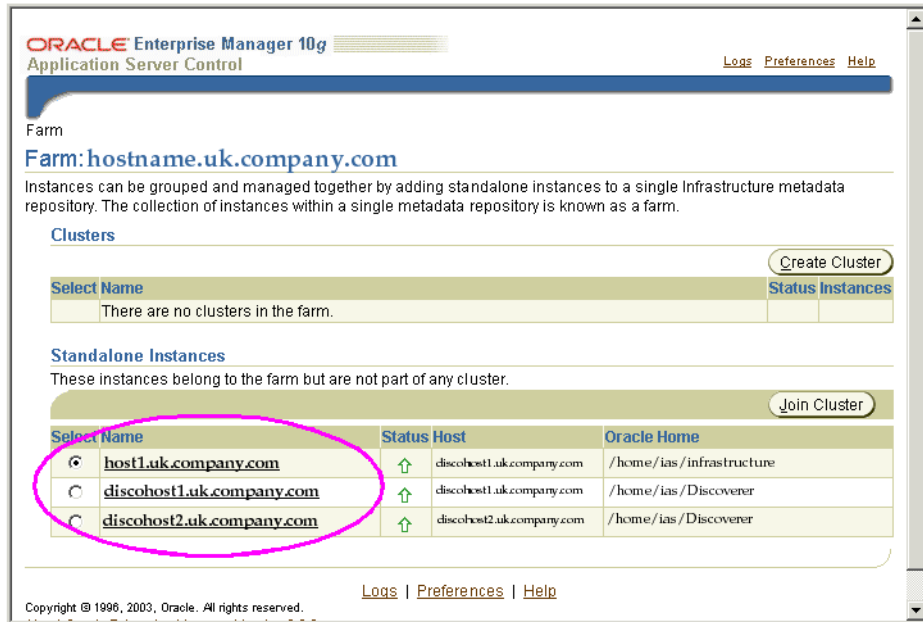 ORACLE Enterprise Manager 10g
Application Server Control
Logs Preferences Help
Farm
Farm: hostname.uk.company.com
Instances can be grouped and managed together by adding standalone instances to a single Infrastructure metadata
repository. The collection of instances within a single metadata repository is known as a farm.
Clusters
Create Cluster
Select Name Status Instances
There are no clusters in the farm.
Standalone Instances
These instances belong to the farm but are not part of any cluster.
Join Cluster
Select Name Status Host Oracle Home
host1.uk.company.com discohost1.uk.company.com /home/ias/infrastructure
discohost1.uk.company.com discohost1.uk.company.com /home/ias/Discoverer
discohost2.uk.company.com discohost2.uk.company.com /home/ias/Discoverer
Logs | Preferences | Help
Copyright © 1996, 2003, Oracle. All rights reserved.